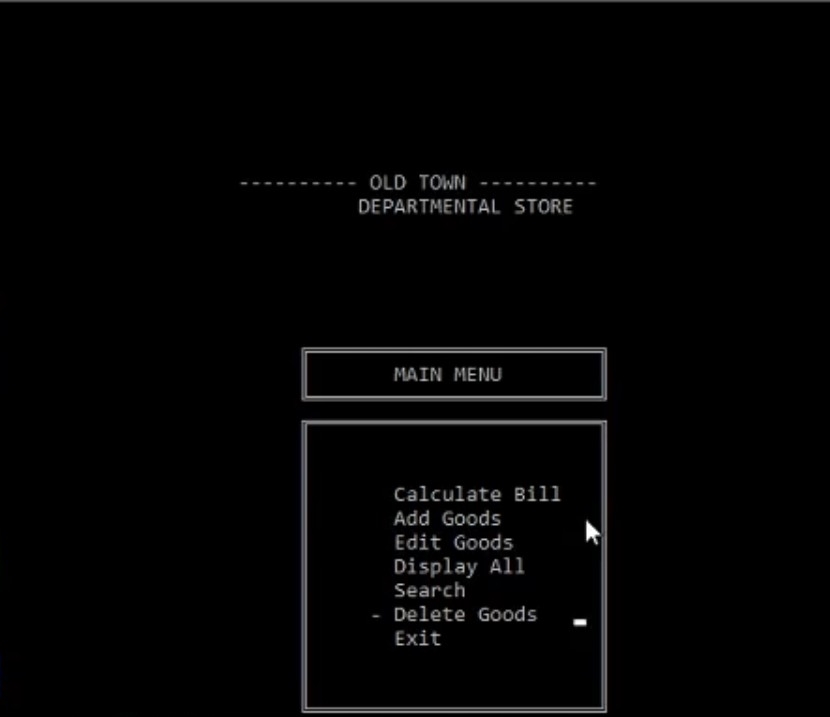 ---------- OLD TOWN ----------
DEPARTMENTAL STORE
MAIN MENU
Calculate Bill
Add Goods
Edit Goods
Display All
Search
- Delete Goods
Exit